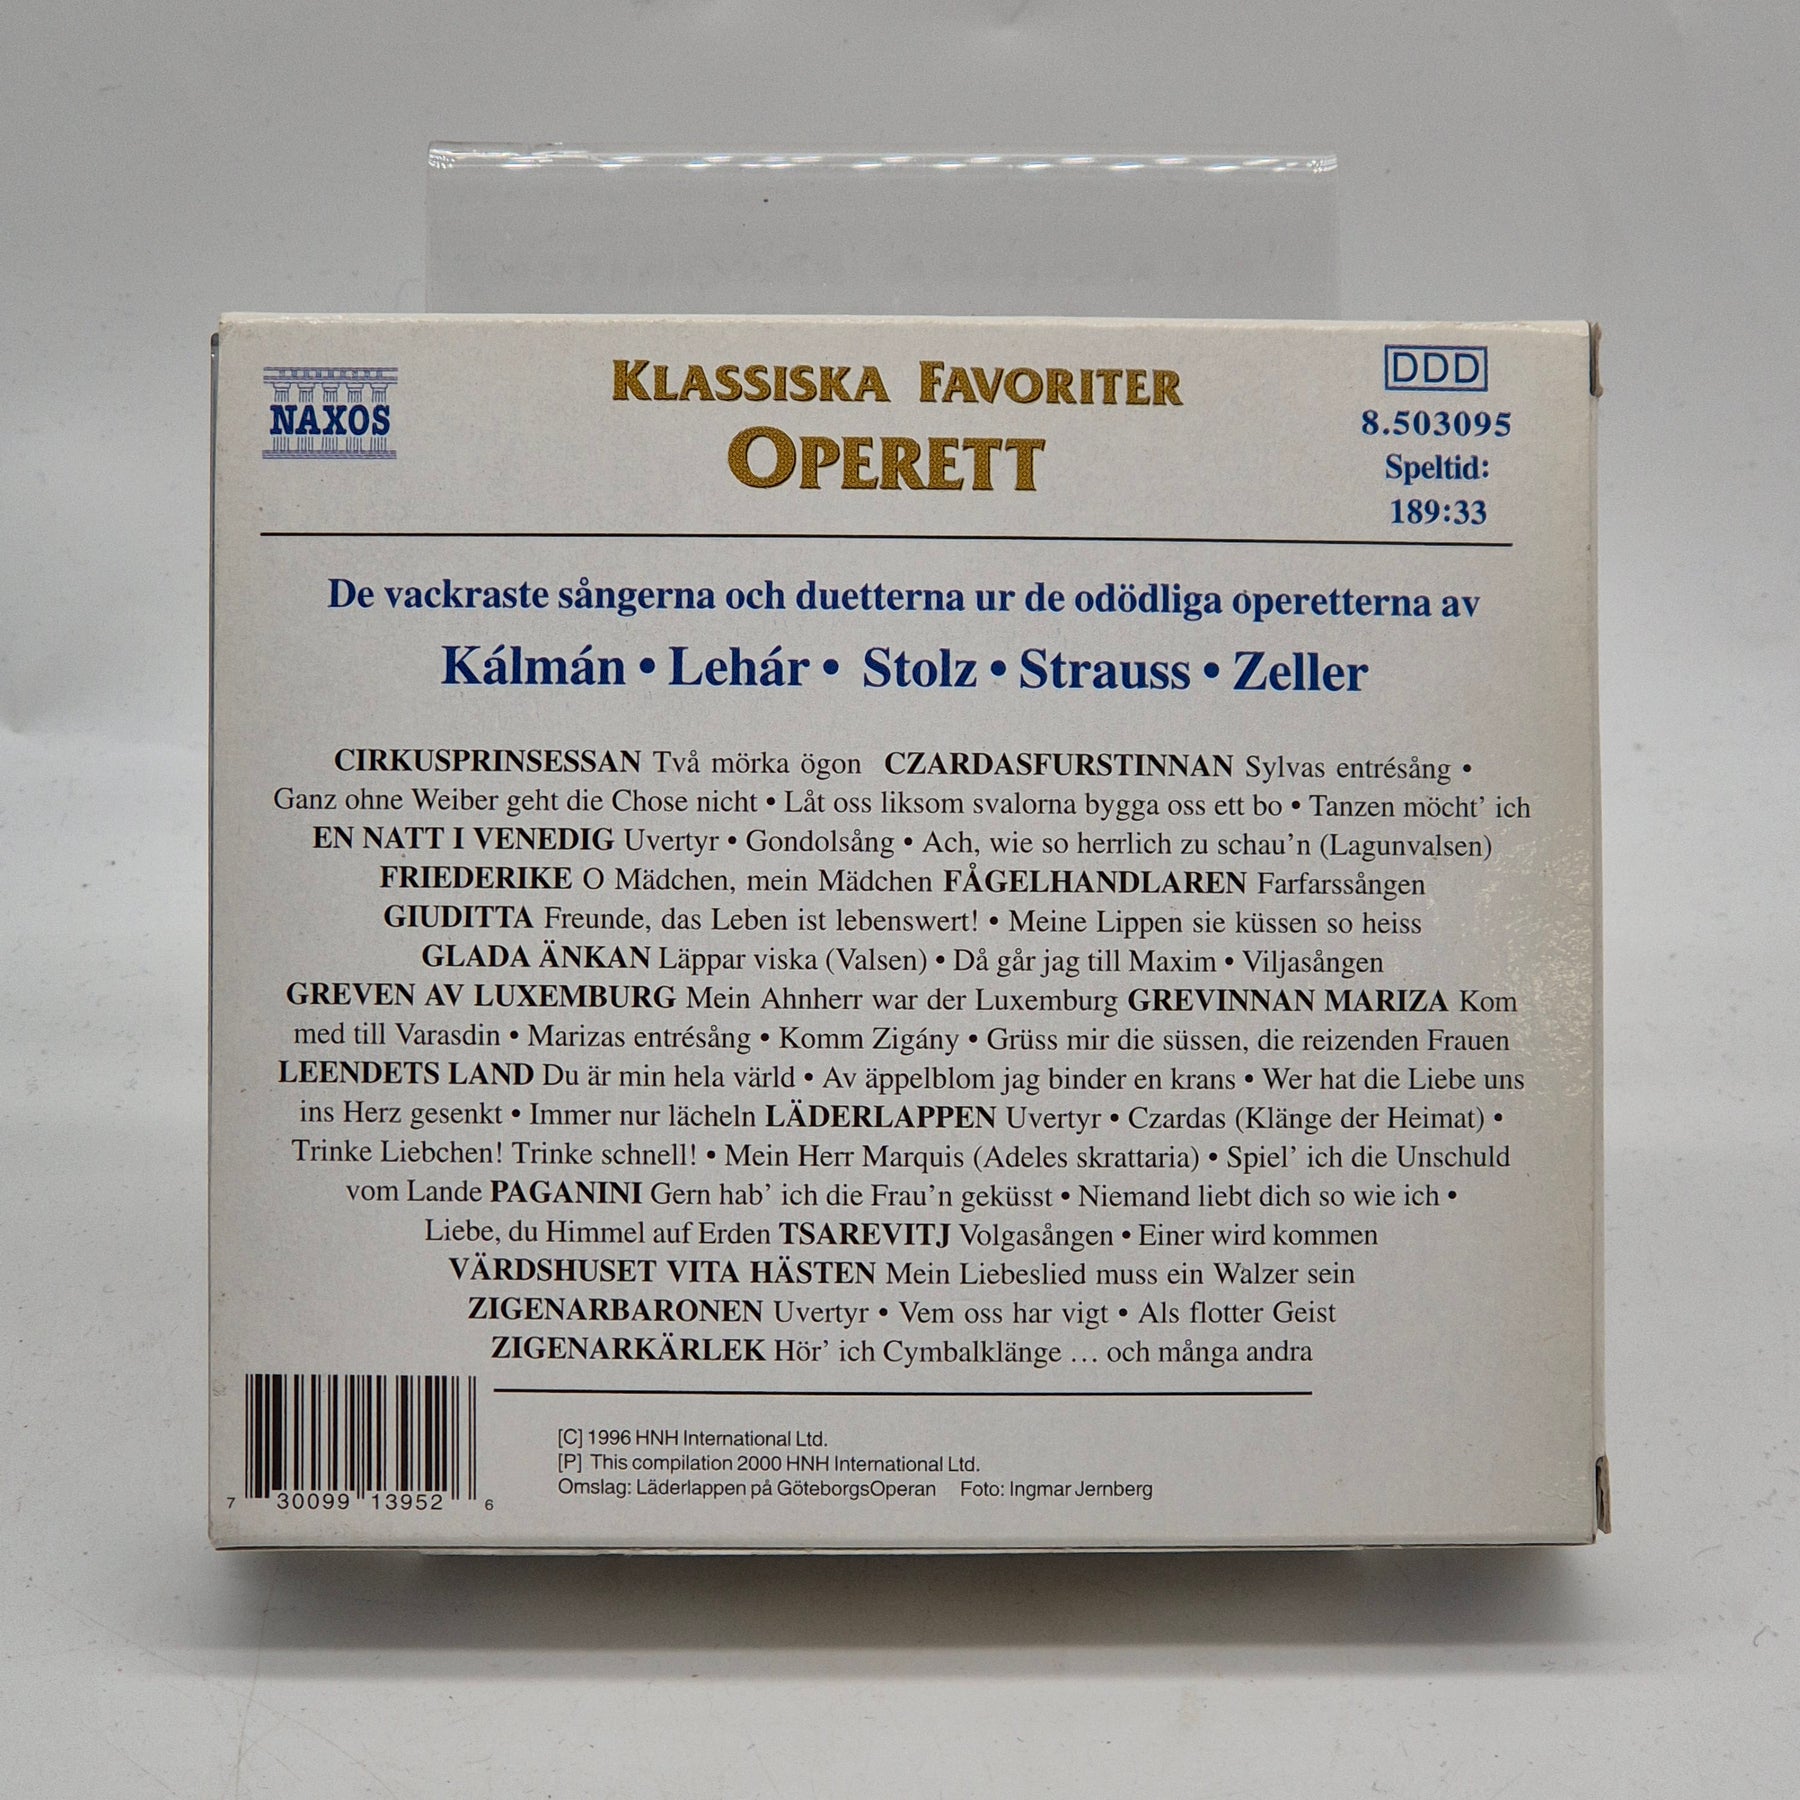 NAXOS
KLASSISKA FAVORITER
OPERETT
DDD
8.503095
Speltid:
189:33
De vackraste sångerna och duetterna ur de odödliga operetterna av
Kálmán • Lehár • Stolz • Strauss • Zeller
CIRKUSPRINSESSAN Två mörka ögon CZARDASFURSTINNAN Sylvas entrésång •
Ganz ohne Weiber geht die Chose nicht • Låt oss liksom svalorna bygga oss ett bo • Tanzen möcht’ ich
EN NATT I VENEDIG Uvertyr • Gondolsång • Ach, wie so herrlich zu schau’n (Lagunvalsen)
FRIEDERIKE O Mädchen, mein Mädchen FÅGELHANDLAREN Farfarssången
GIUDITTA Freunde, das Leben ist lebenswert! • Meine Lippen sie küssen so heiss
GLADA ÄNKAN Läppar viska (Valsen) • Då går jag till Maxim • Viljasången
GREVEN AV LUXEMBURG Mein Ahnherr war der Luxemburg GREVINNAN MARIZA Kom
med till Varasdin • Marizas entrésång • Komm Zigány • Grüss mir die süssen, die reizenden Frauen
LEENDETS LAND Du är min hela värld • Av äppelblom jag binder en krans • Wer hat die Liebe uns
ins Herz gesenkt • Immer nur lächeln LÄDERLAPPEN Uvertyr • Czardas (Klänge der Heimat) •
Trinke Liebchen! Trinke schnell! • Mein Herr Marquis (Adeles skrattaria) • Spiel’ ich die Unschuld
vom Lande PAGANINI Gern hab’ ich die Frau’n geküsst • Niemand liebt dich so wie ich •
Liebe, du Himmel auf Erden TSAREVITJ Volgasången • Einer wird kommen
VÄRDSHUSET VITA HÄSTEN Mein Liebeslied muss ein Walzer sein
ZIGENARBARONEN Uvertyr • Vem oss har vigt • Als flotter Geist
ZIGENARKÄRLEK Hör’ ich Cymbalklänge … och många andra
[C] 1996 HNH International Ltd.
[P] This compilation 2000 HNH International Ltd.
Omslag: Läderlappen på GöteborgsOperan Foto: Ingmar Jernberg
7 30099 13952 6